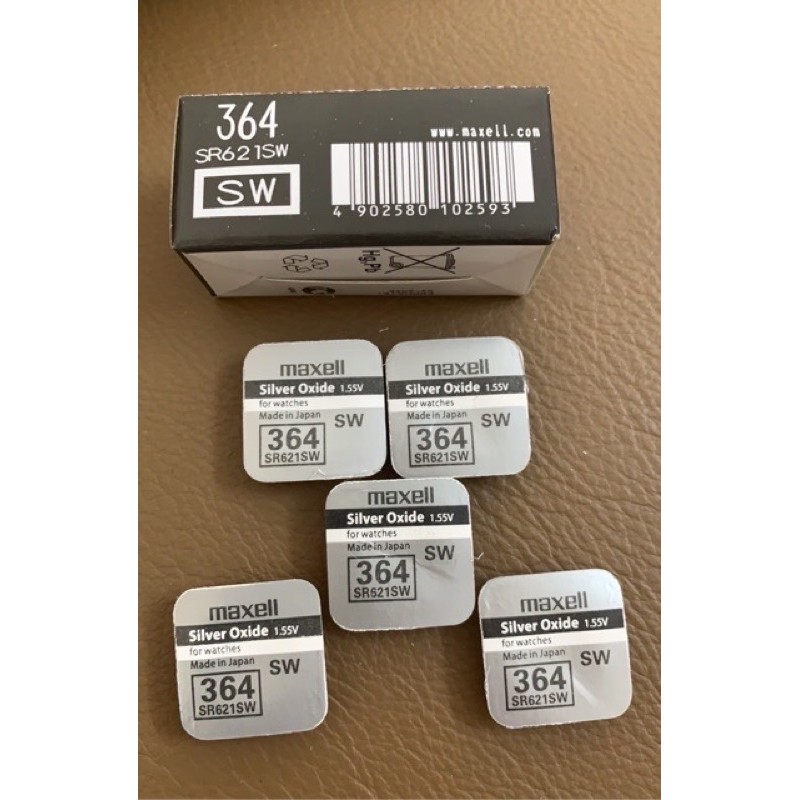 364
SR621SW
SW
www.maxell.com
4 902580 102593
Hg,Pb
maxell
Silver Oxide 1.55V
for watches
Made in Japan
SW
364
SR621SW
maxell
Silver Oxide 1.55V
for watches
Made in Japan
SW
364
SR621SW
maxell
Silver Oxide 1.55V
for watches
Made in Japan
SW
364
SR621SW
maxell
Silver Oxide 1.55V
for watches
Made in Japan
SW
364
SR621SW
maxell
Silver Oxide 1.55V
for watches
Made in Japan
SW
364
SR621SW